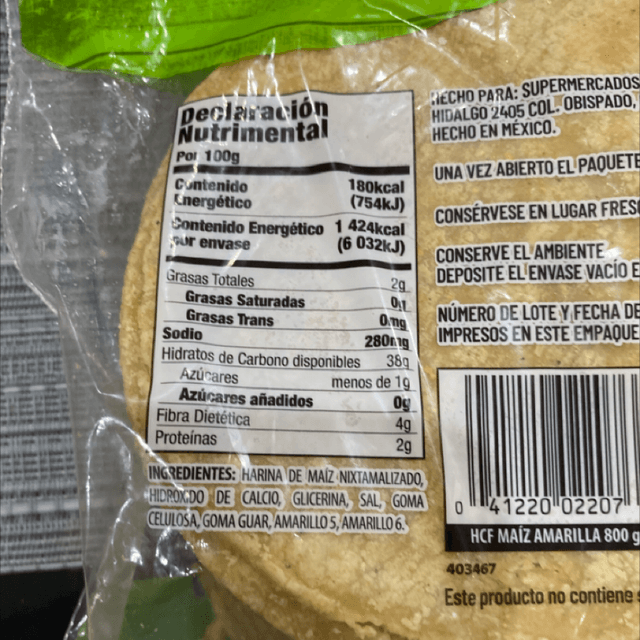 Declaración
Nutrimental
Por 100g
Contenido Energético 180kcal (754kJ)
Contenido Energético por envase 1 424kcal (6 032kJ)
Grasas Totales 2g
Grasas Saturadas 0g
Grasas Trans 0mg
Sodio 280mg
Hidratos de Carbono disponibles 38g
Azúcares menos de 1g
Azúcares añadidos 0g
Fibra Dietética 4g
Proteínas 2g
INGREDIENTES: HARINA DE MAÍZ NIXTAMALIZADO,
HIDRÓXIDO DE CALCIO, GLICERINA, SAL, GOMA
CELULOSA, GOMA GUAR, AMARILLO 5, AMARILLO 6.
HECHO PARA: SUPERMERCADOS
HIDALGO 2405 COL. OBISPADO,
HECHO EN MÉXICO.
UNA VEZ ABIERTO EL PAQUETE
CONSÉRVESE EN LUGAR FRES
CONSERVE EL AMBIENTE
DEPOSITE EL ENVASE VACÍO E
NÚMERO DE LOTE Y FECHA DE
IMPRESOS EN ESTE EMPAQUE
0 41220 02207
HCF MAÍZ AMARILLA 800 g
403467
Este producto no contiene